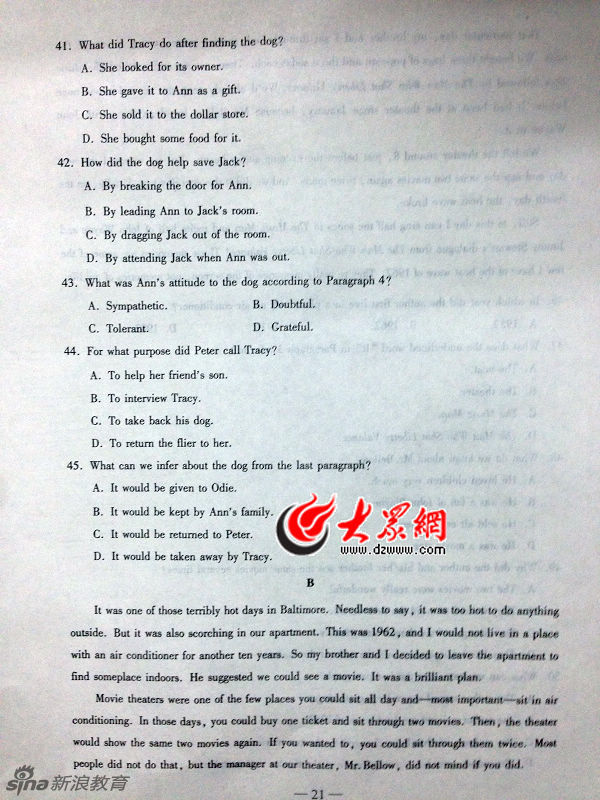 41. What did Tracy do after finding the dog?
A. She looked for its owner.
B. She gave it to Ann as a gift.
C. She sold it to the dollar store.
D. She bought some food for it.
42. How did the dog help save Jack?
A. By breaking the door for Ann.
B. By leading Ann to Jack's room.
C. By dragging Jack out of the room.
D. By attending Jack when Ann was out.
43. What was Ann's attitude to the dog according to Paragraph 4?
A. Sympathetic. B. Doubtful.
C. Tolerant. D. Grateful.
44. For what purpose did Peter call Tracy?
A. To help her friend's son.
B. To interview Tracy.
C. To take back his dog.
D. To return the flier to her.
45. What can we infer about the dog from the last paragraph?
A. It would be given to Odie.
B. It would be kept by Ann's family.
C. It would be returned to Peter.
D. It would be taken away by Tracy.
大眾網
www.dzwww.com
B
It was one of those terribly hot days in Baltimore. Needless to say, it was too hot to do anything
outside. But it was also scorching in our apartment. This was 1962, and I would not live in a place
with an air conditioner for another ten years. So my brother and I decided to leave the apartment to
find someplace indoors. He suggested we could see a movie. It was a brilliant plan.
Movie theaters were one of the few places you could sit all day and—most important—sit in air
conditioning. In those days, you could buy one ticket and sit through two movies. Then, the theater
would show the same two movies again. If you wanted to, you could sit through them twice. Most
people did not do that, but the manager at our theater, Mr. Bellow, did not mind if you did.
sina新浪教育
— 21 —